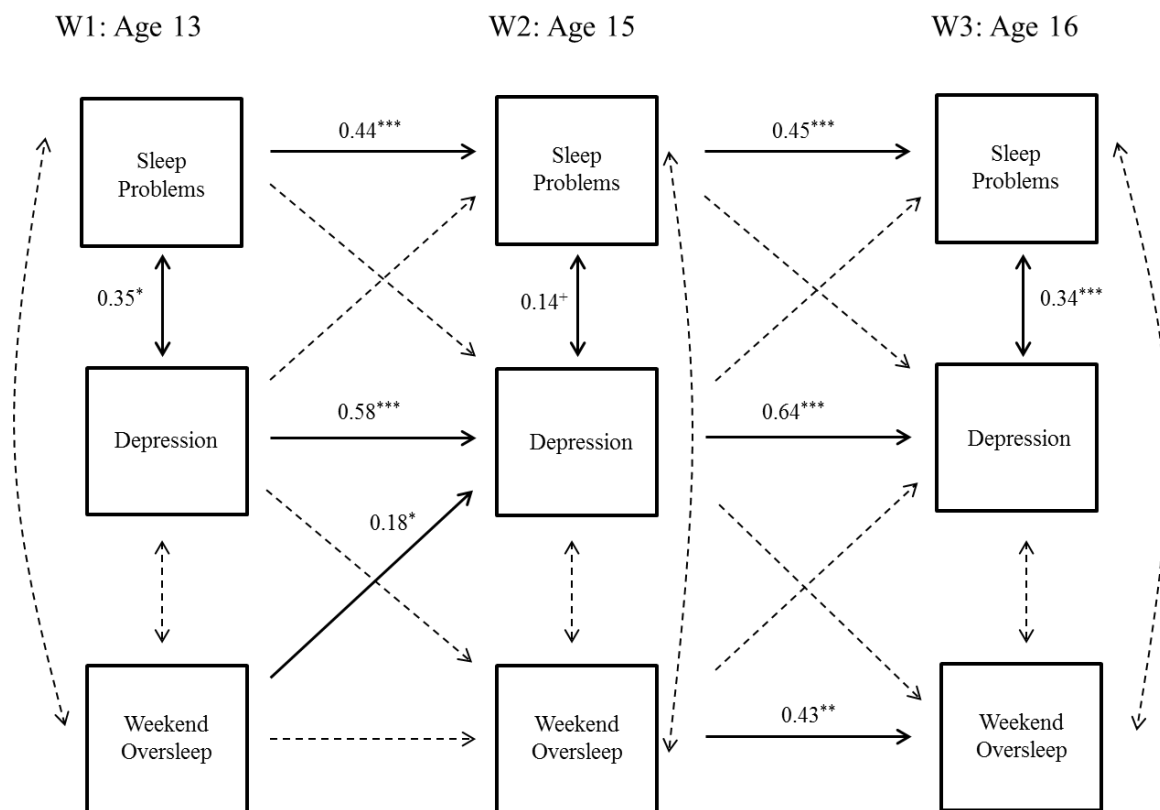 W1: Age 13
W2: Age 15
W3: Age 16
Sleep
Problems
0.44***
Sleep
Problems
0.45***
Sleep
Problems
0.35*
0.14+
0.34***
Depression
0.58***
Depression
0.64***
Depression
0.18*
Weekend
Oversleep
Weekend
Oversleep
0.43**
Weekend
Oversleep